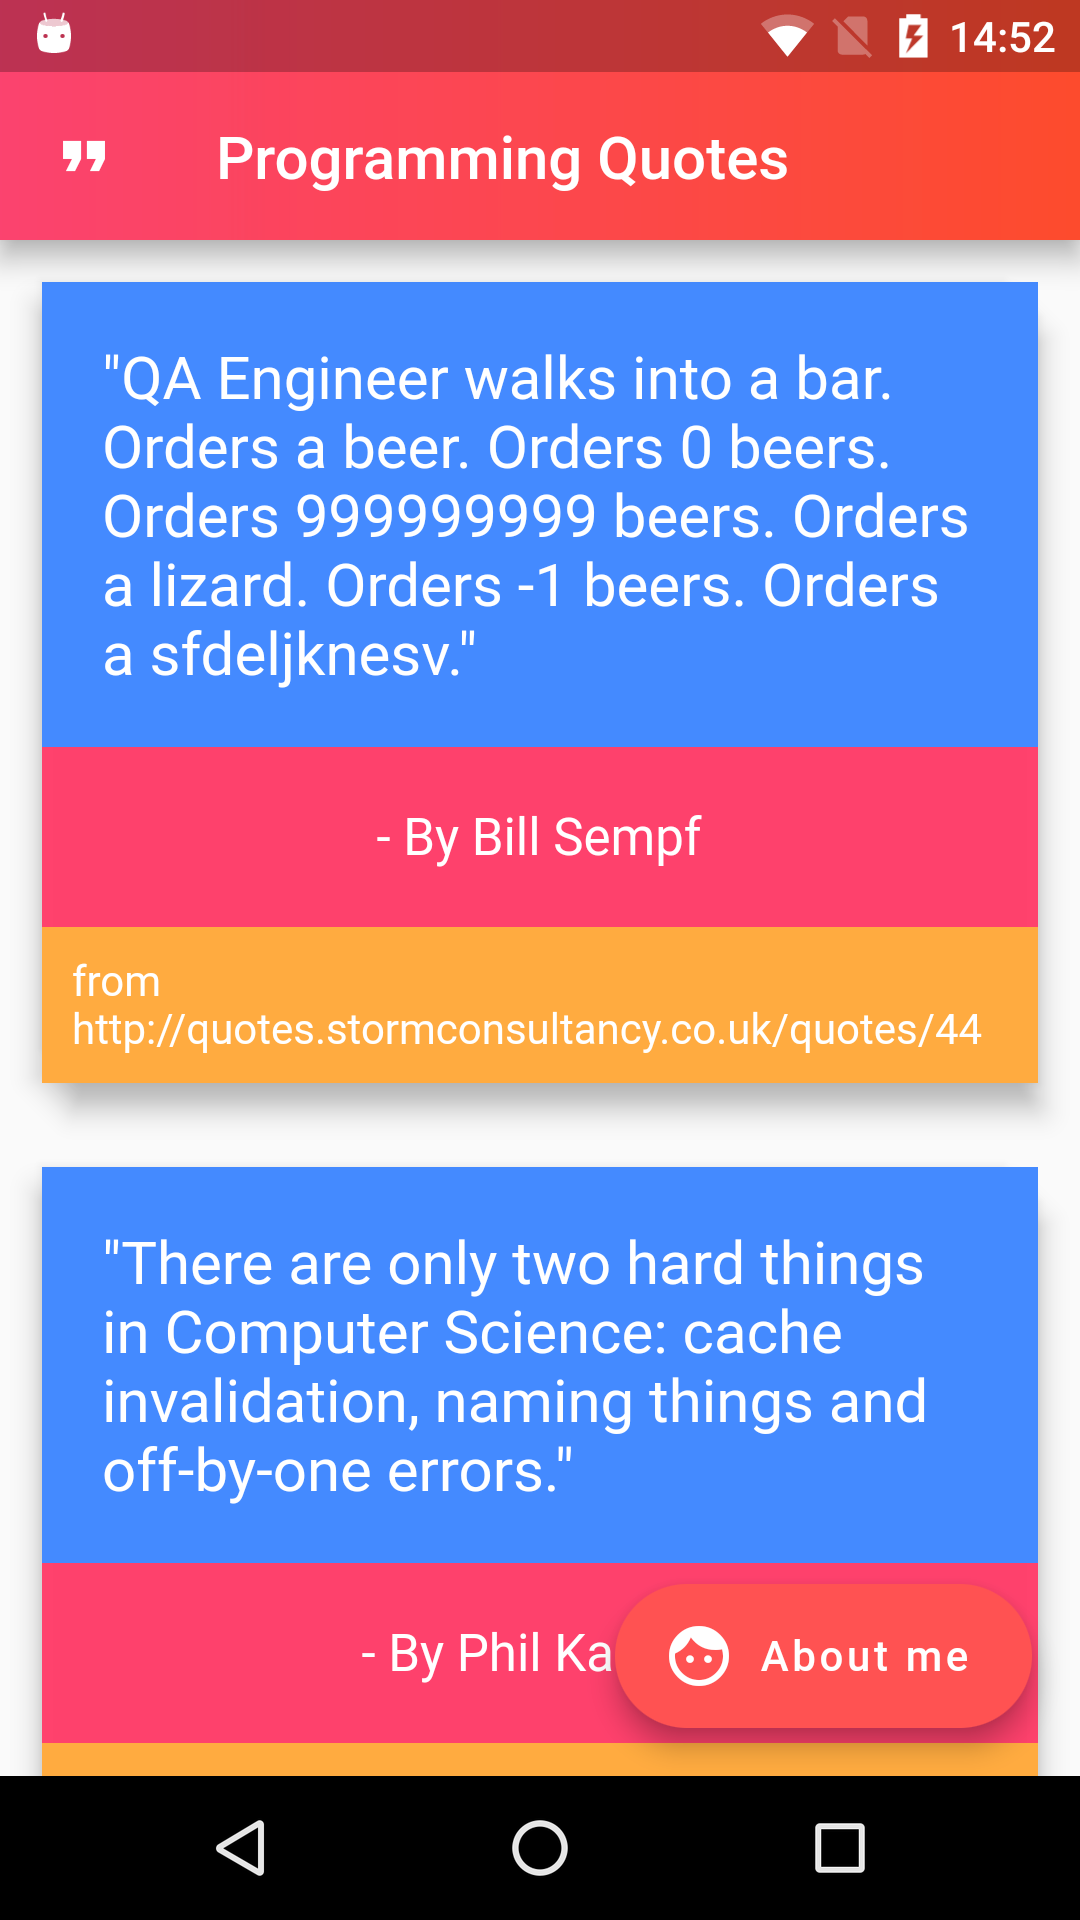 14:52
Programming Quotes
"QA Engineer walks into a bar.
Orders a beer. Orders 0 beers.
Orders 999999999 beers. Orders
a lizard. Orders -1 beers. Orders
a sfdeljknesv."
- By Bill Sempf
from
http://quotes.stormconsultancy.co.uk/quotes/44
"There are only two hard things
in Computer Science: cache
invalidation, naming things and
off-by-one errors."
- By Phil Ka
About me